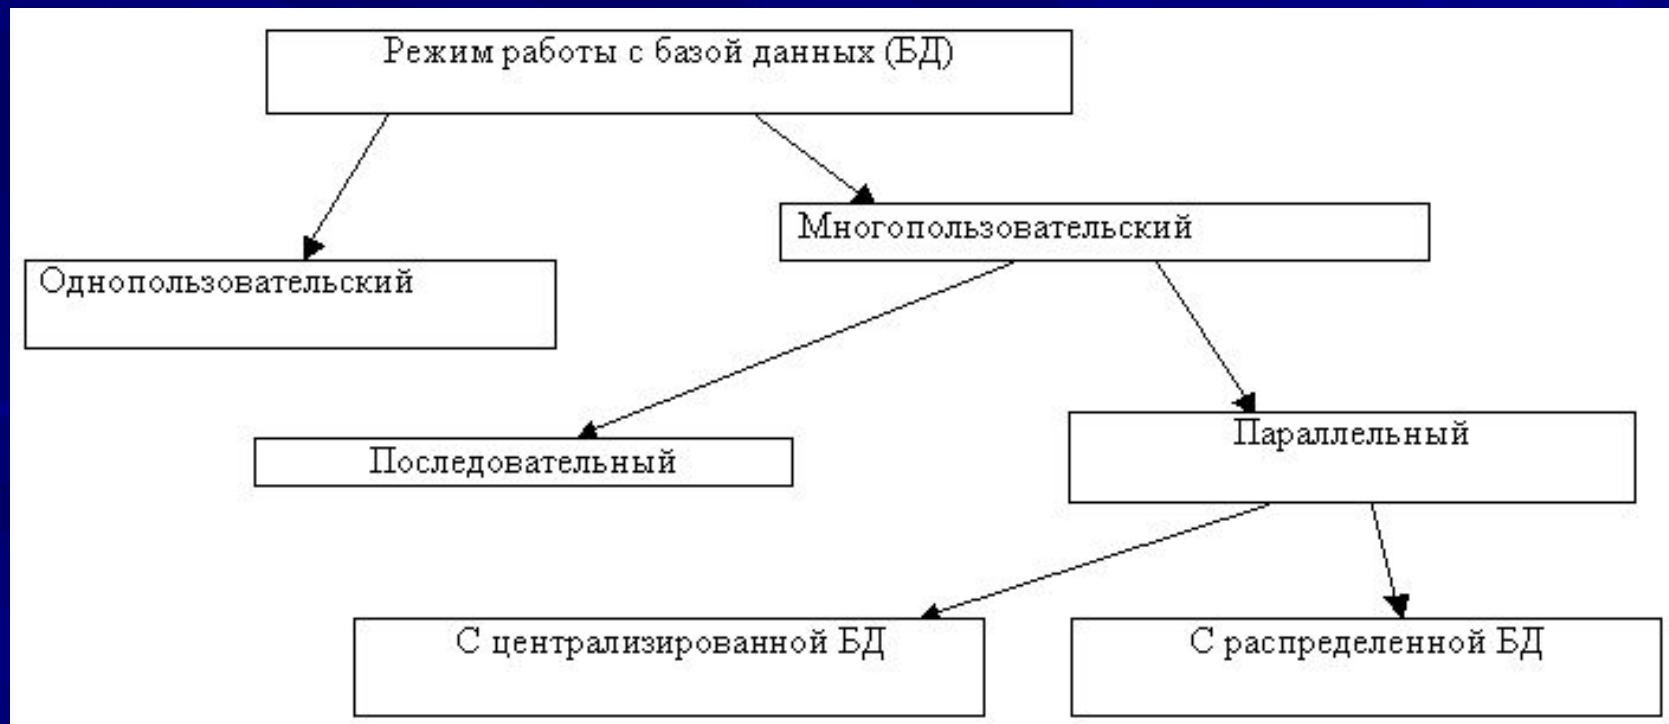 Режим работы с базой данных (БД)
Многопользовательский
Однопользовательский
Параллельный
Последовательный
С централизированной БД
С распределенной БД